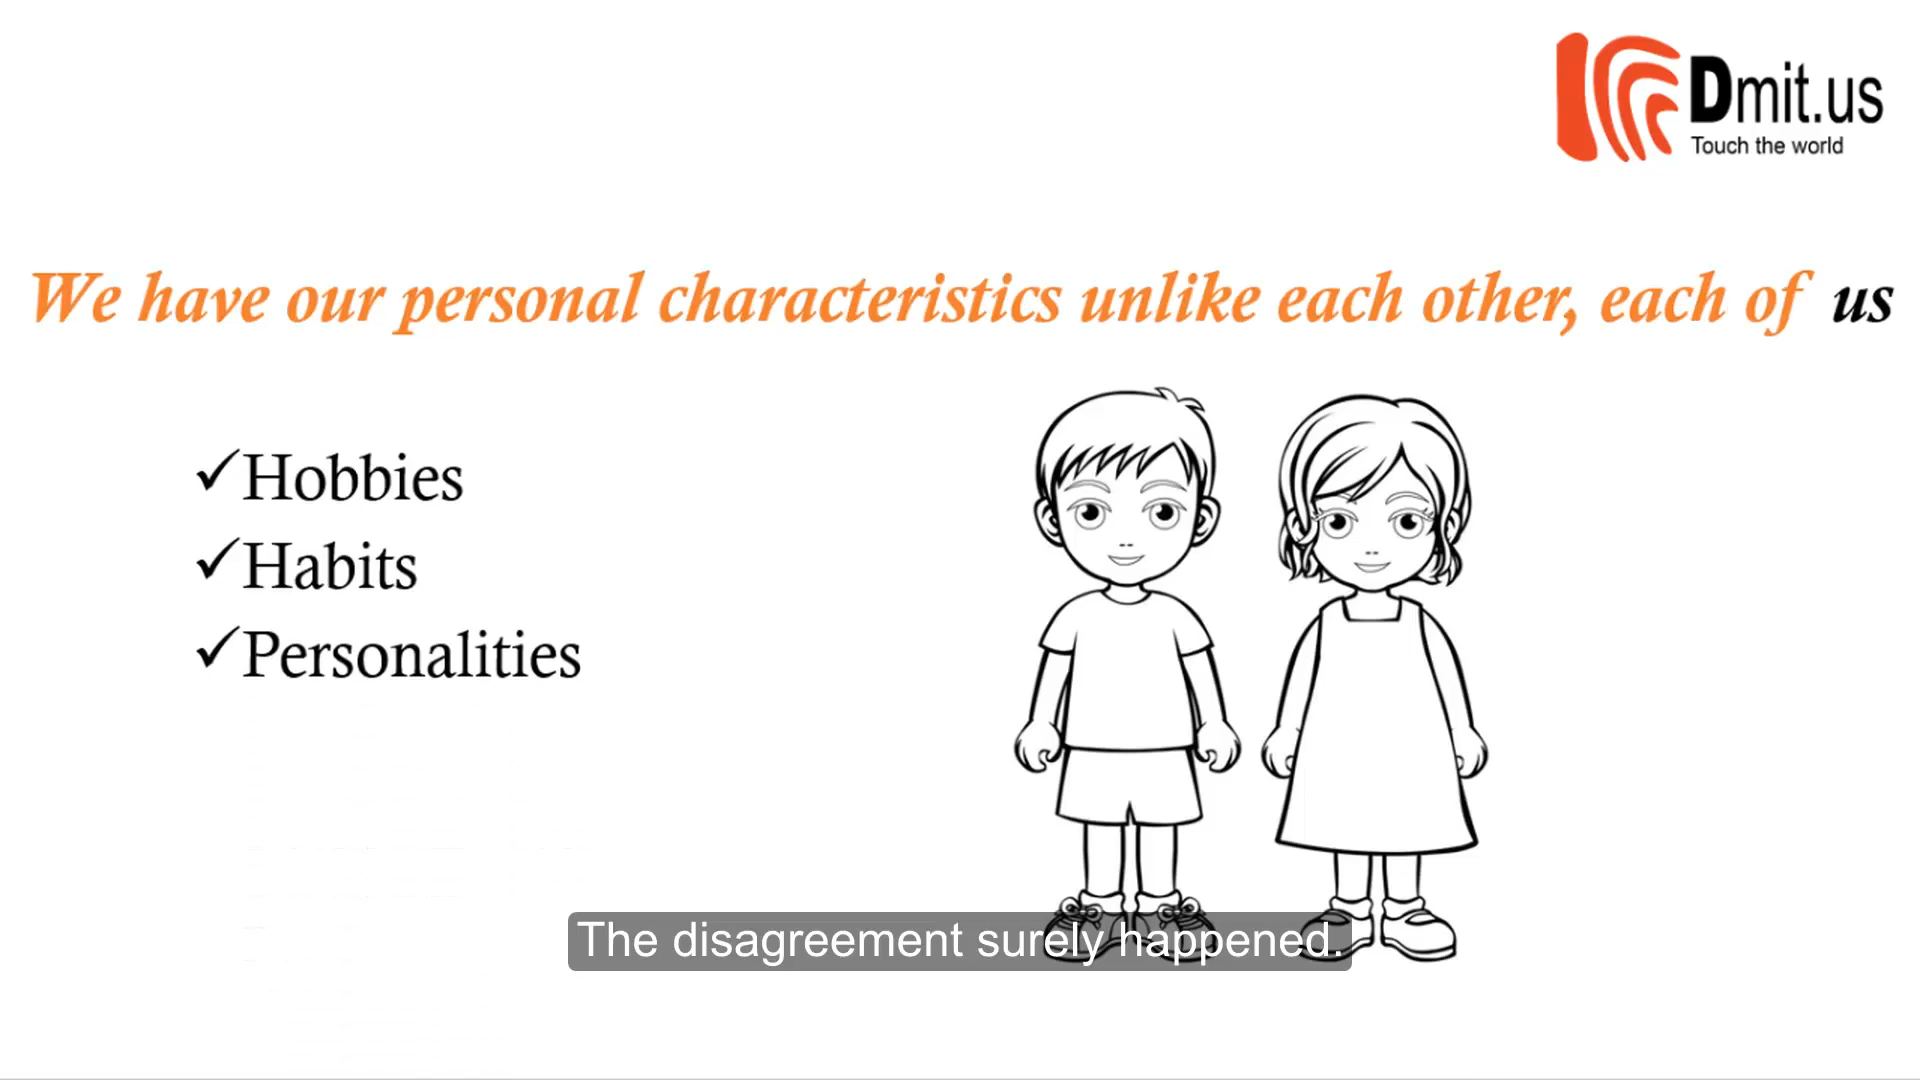 Dmit.us
Touch the world
We have our personal characteristics unlike each other, each of us
✓Hobbies
✓Habits
✓Personalities
The disagreement surely happened.